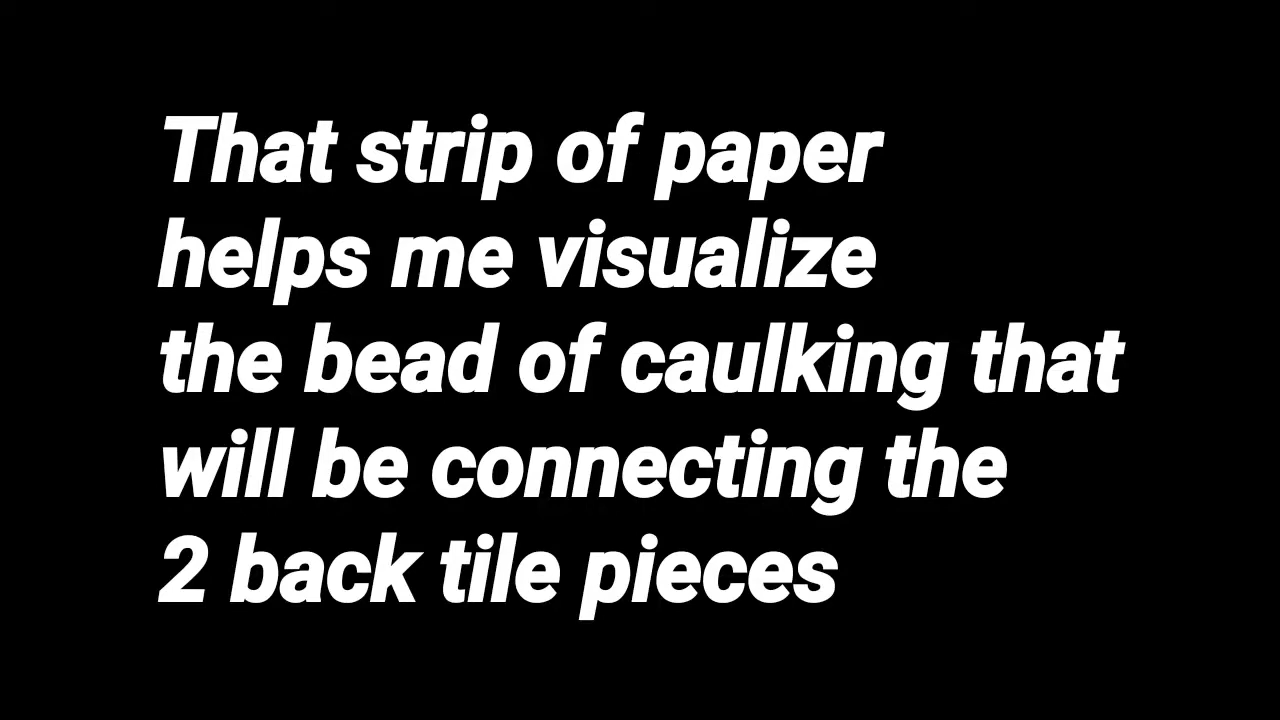 That strip of paper
helps me visualize
the bead of caulking that
will be connecting the
2 back tile pieces